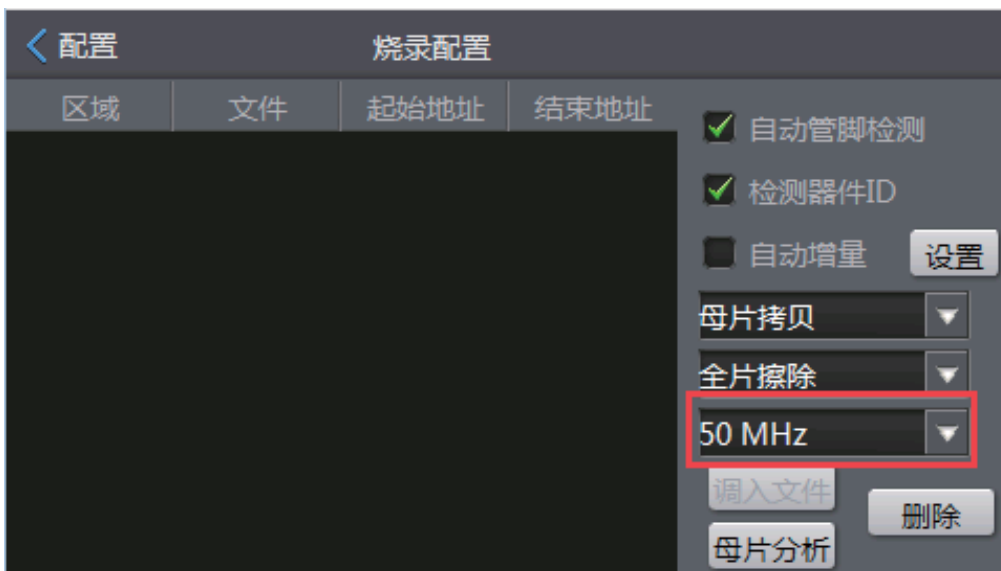 配置 烧录配置
区域 文件 起始地址 结束地址
自动管脚检测
检测器件ID
自动增量 设置
母片拷贝
全片擦除
50 MHz
调入文件
删除
母片分析